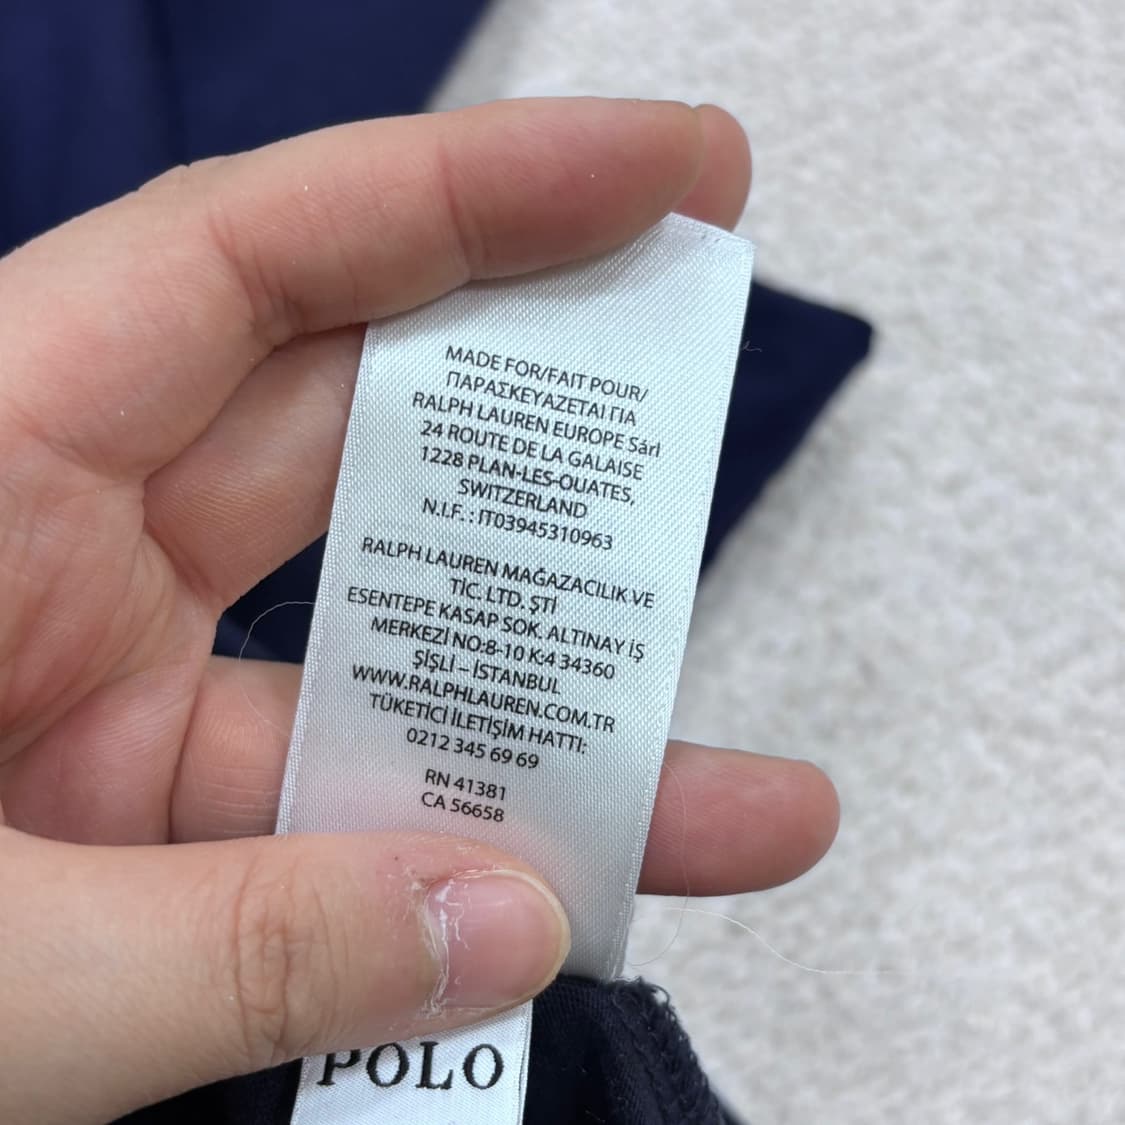 MADE FOR/FAIT POUR/
ΠΑΡΑΣΚΕΥΑΖΕΤΑΙ ΓΙΑ
RALPH LAUREN EUROPE Sárl
24 ROUTE DE LA GALAISE
1228 PLAN-LES-OUATES,
SWITZERLAND
N.I.F. : IT03945310963
RALPH LAUREN MAĞAZACILIK VE
TİC. LTD. ŞTİ
ESENTEPE KASAP SOK. ALTINAY İŞ
MERKEZİ NO:8-10 K:4 34360
ŞİŞLİ – İSTANBUL
WWW.RALPHLAUREN.COM.TR
TÜKETİCİ İLETİŞİM HATTI:
0212 345 69 69
RN 41381
CA 56658
POLO